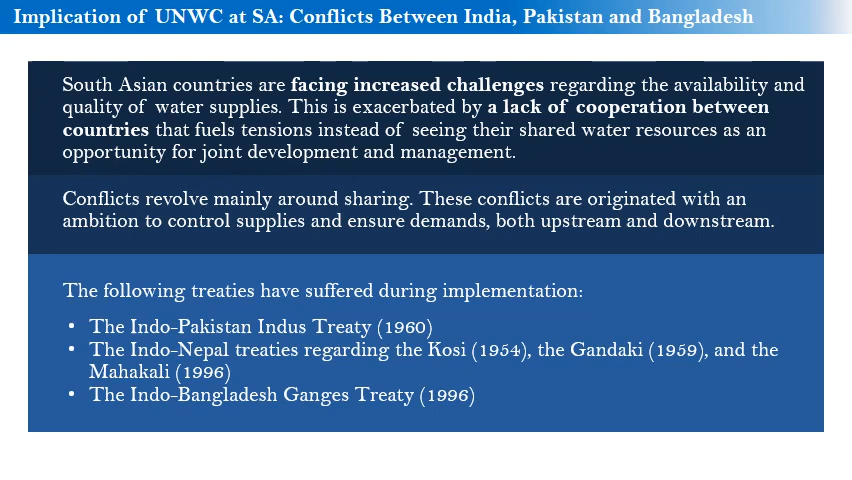 Implication of UNWC at SA: Conflicts Between India, Pakistan and Bangladesh
South Asian countries are facing increased challenges regarding the availability and
quality of water supplies. This is exacerbated by a lack of cooperation between
countries that fuels tensions instead of seeing their shared water resources as an
opportunity for joint development and management.
Conflicts revolve mainly around sharing. These conflicts are originated with an
ambition to control supplies and ensure demands, both upstream and downstream.
The following treaties have suffered during implementation:
• The Indo-Pakistan Indus Treaty (1960)
• The Indo-Nepal treaties regarding the Kosi (1954), the Gandaki (1959), and the
Mahakali (1996)
• The Indo-Bangladesh Ganges Treaty (1996)